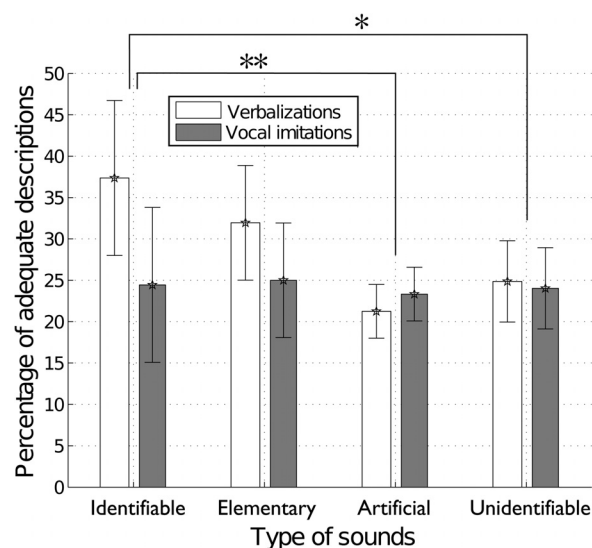 *
**
50
45
40
35
30
25
20
15
10
5
0
Verbalizations
Vocal imitations
Percentage of adequate descriptions
Identifiable Elementary Artificial Unidentifiable
Type of sounds